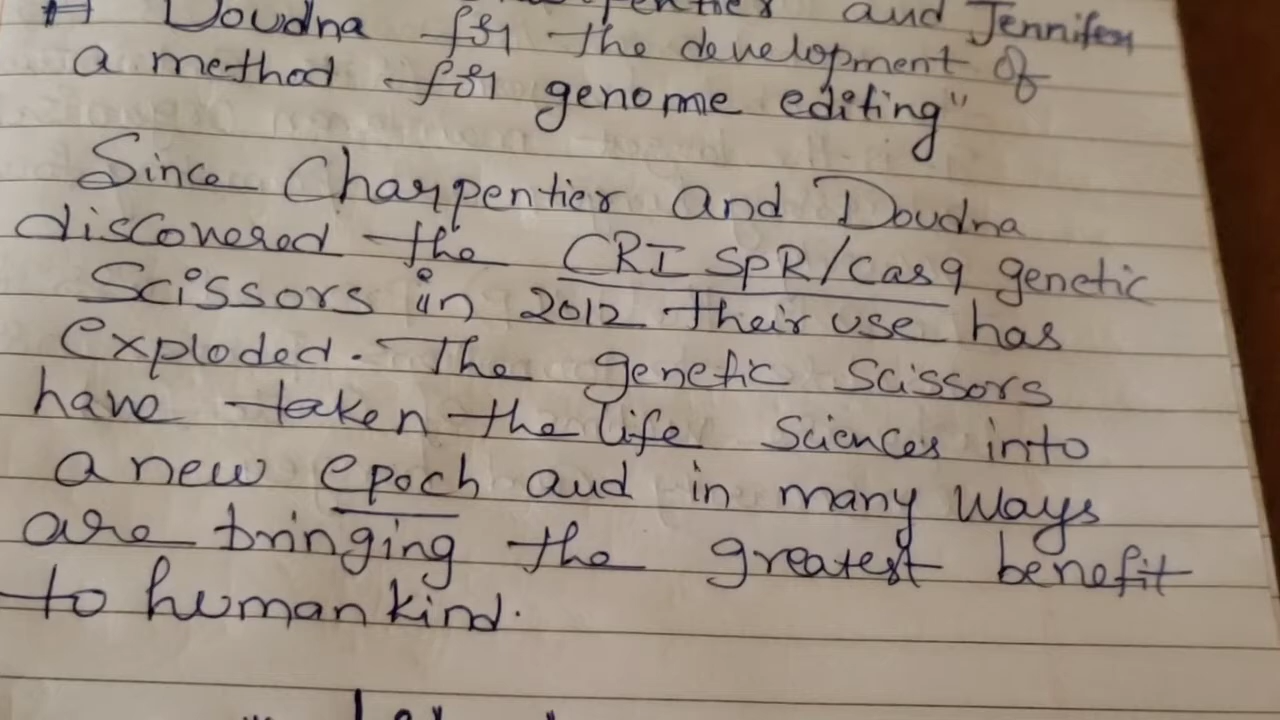 and Jennifer
A Doudna for the development of
a method for genome editing"
Since Charpentier and Doudna
discovered the CRISPR/Cas9 genetic
Scissors in 2012 their use has
exploded. The genetic Scissors
have taken the life Sciences into
a new epoch and in many ways
are bringing the greatest benefit
to humankind.